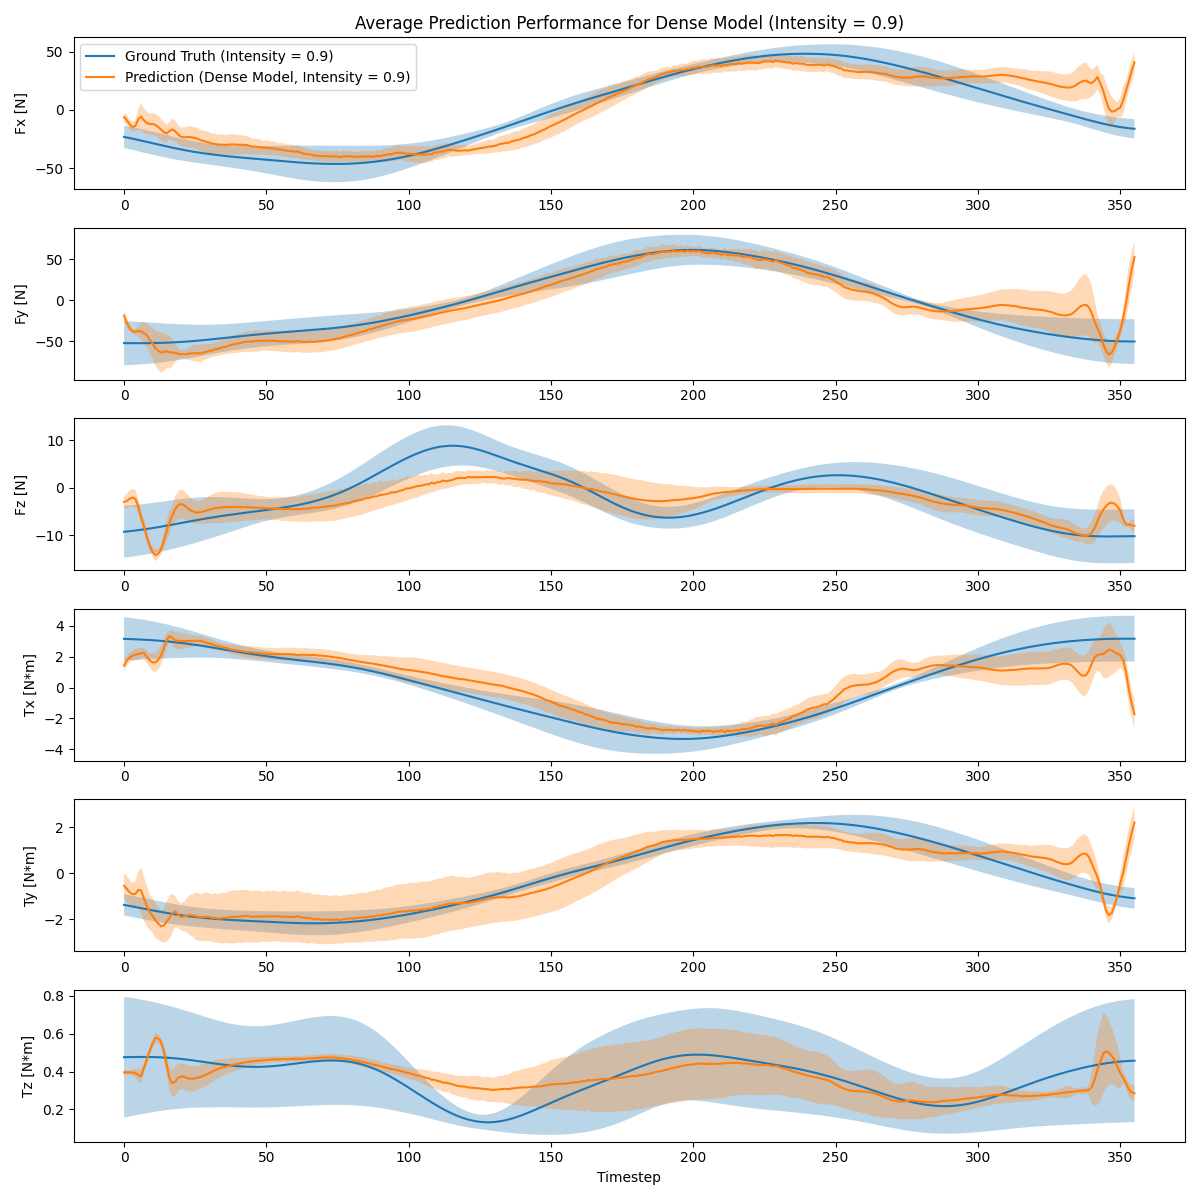 Average Prediction Performance for Dense Model (Intensity = 0.9)
Ground Truth (Intensity = 0.9)
Prediction (Dense Model, Intensity = 0.9)
Fx [N]
50
0
−50
0 50 100 150 200 250 300 350
Fy [N]
50
0
−50
0 50 100 150 200 250 300 350
Fz [N]
10
0
−10
0 50 100 150 200 250 300 350
Tx [N*m]
4
2
0
−2
−4
0 50 100 150 200 250 300 350
Ty [N*m]
2
0
−2
0 50 100 150 200 250 300 350
Tz [N*m]
0.8
0.6
0.4
0.2
0 50 100 150 200 250 300 350
Timestep